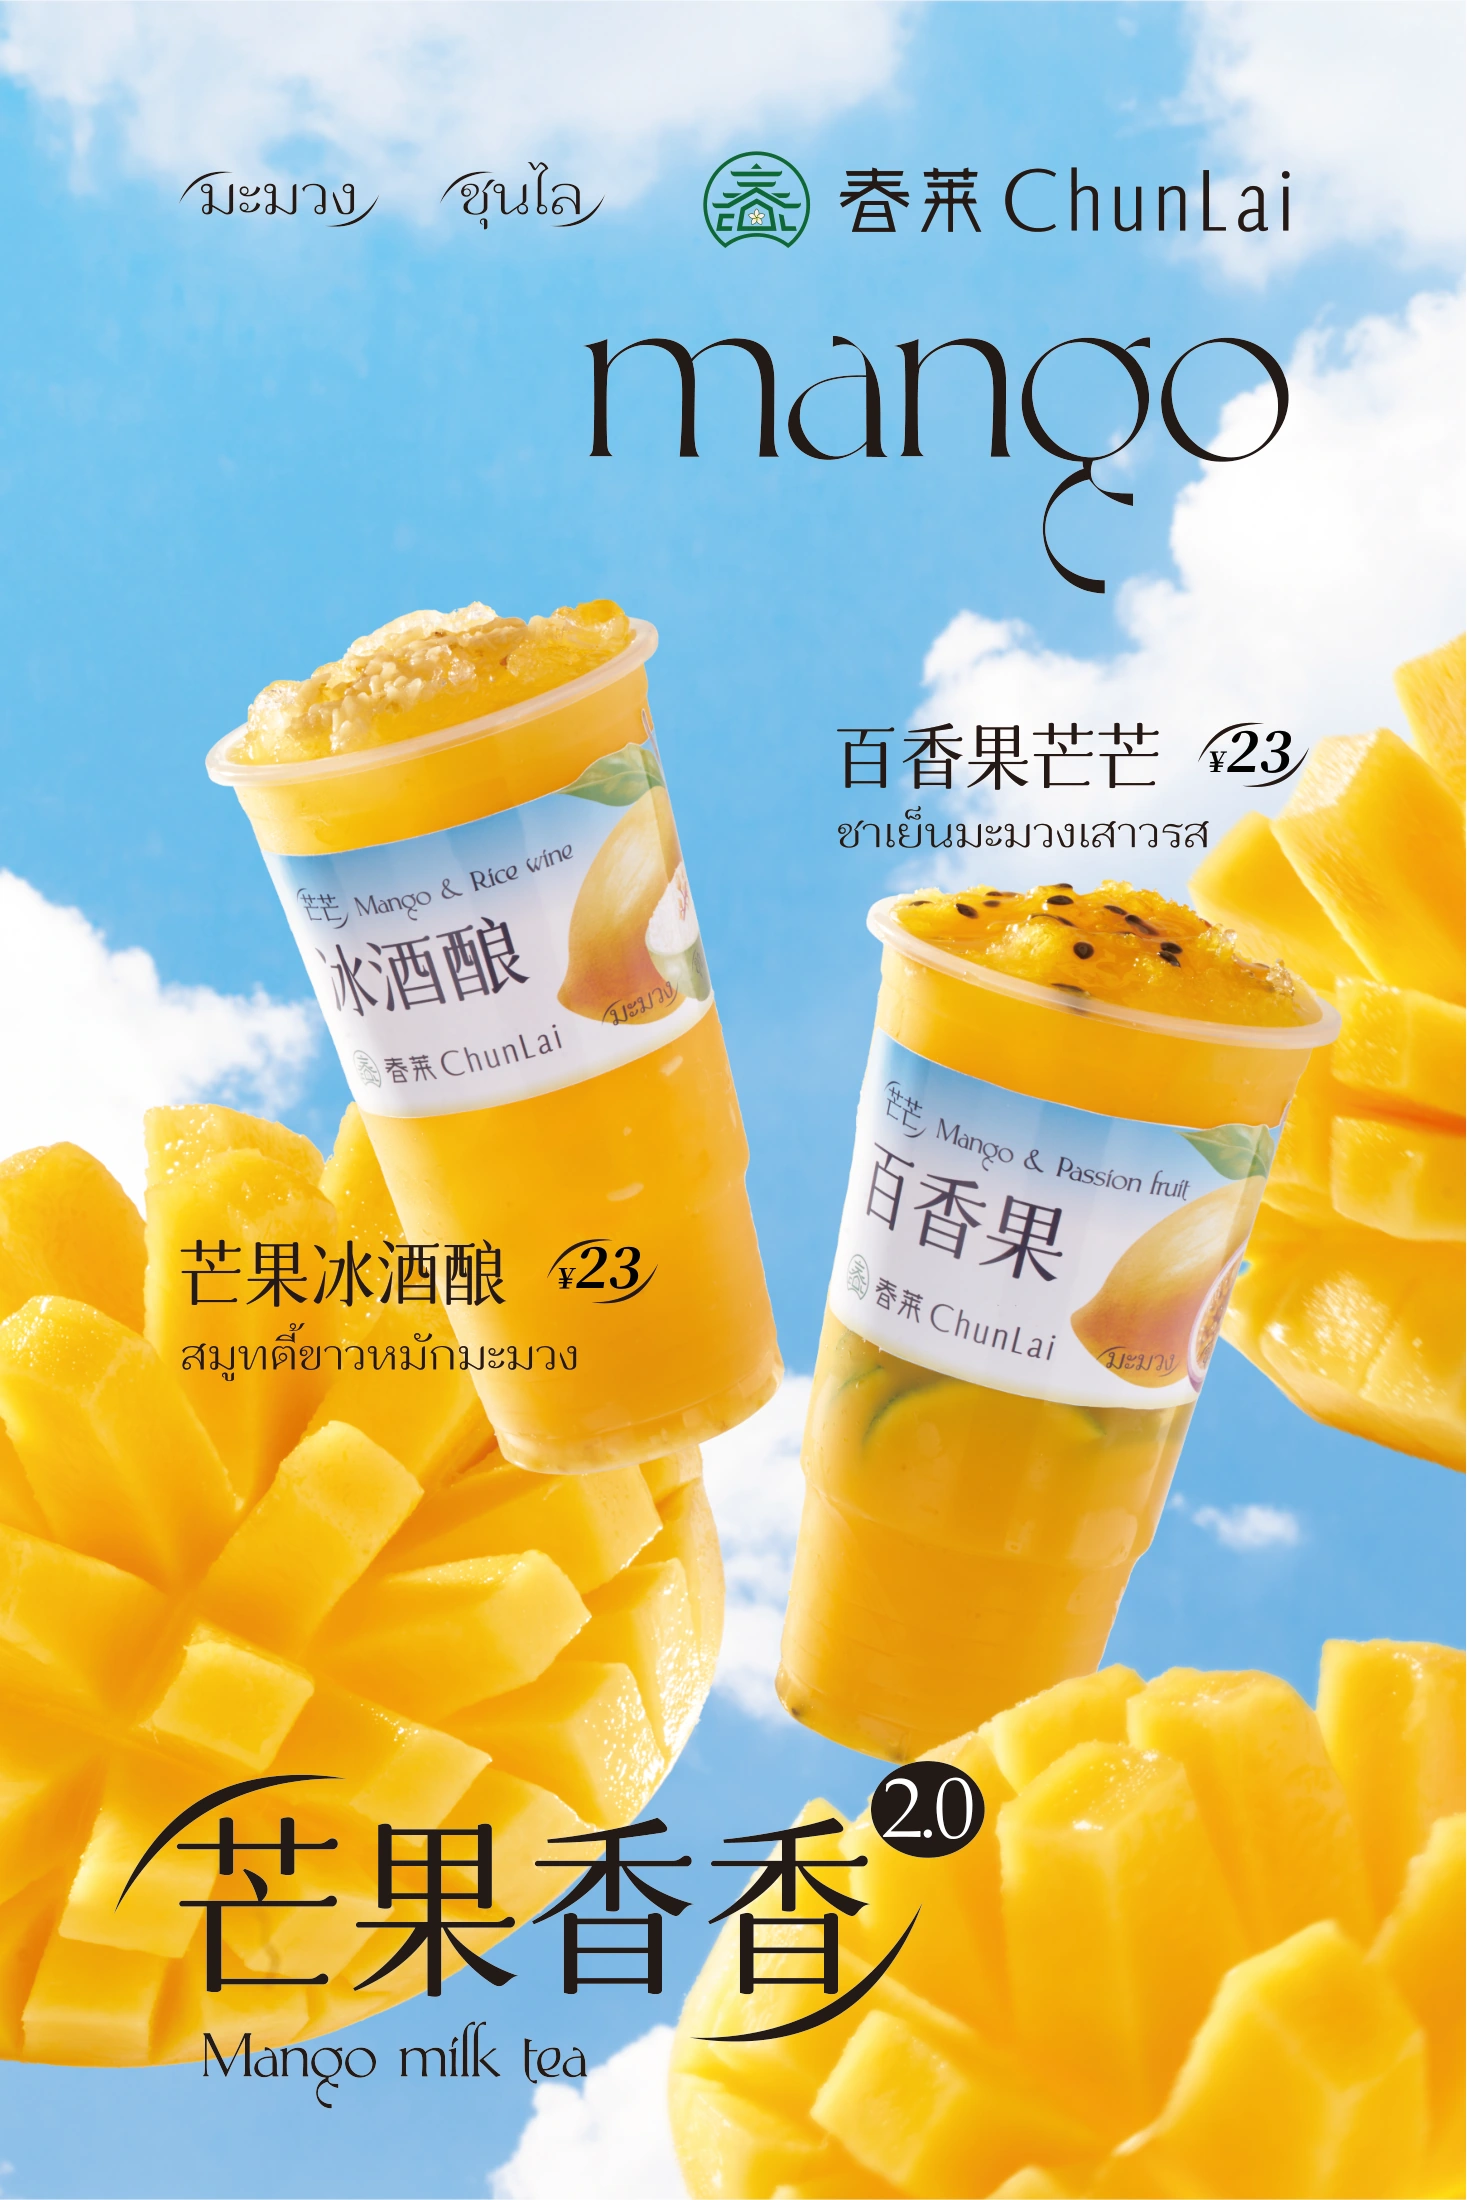 มะมวง ชุนไล 春莱 ChunLai
mango
百香果芒芒 ¥23
ชาเย็นมะมวงเสาวรส
芒芒 Mango & Rice wine
冰酒酿
มะมวง
春莱 ChunLai
芒芒 Mango & Passion fruit
百香果
春莱 ChunLai
มะมวง
芒果冰酒酿 ¥23
สมูทตี้ขาวหมักมะมวง
芒果香香 2.0
Mango milk tea